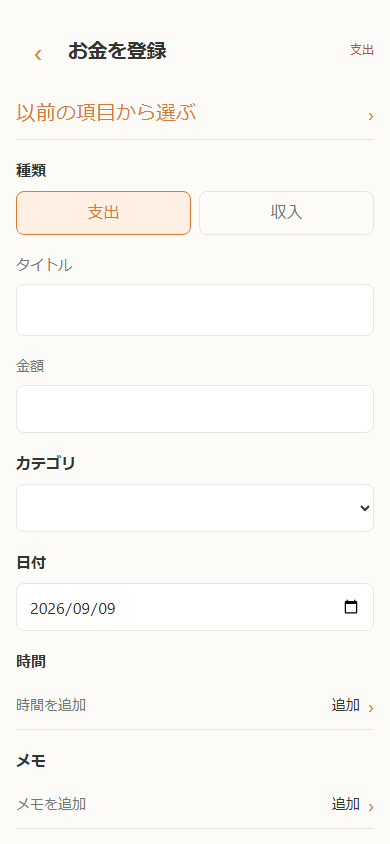 ‹ お金を登録 支出
以前の項目から選ぶ ›
種類
支出 収入
タイトル
金額
カテゴリ
日付
2026/09/09
時間
時間を追加 追加 ›
メモ
メモを追加 追加 ›